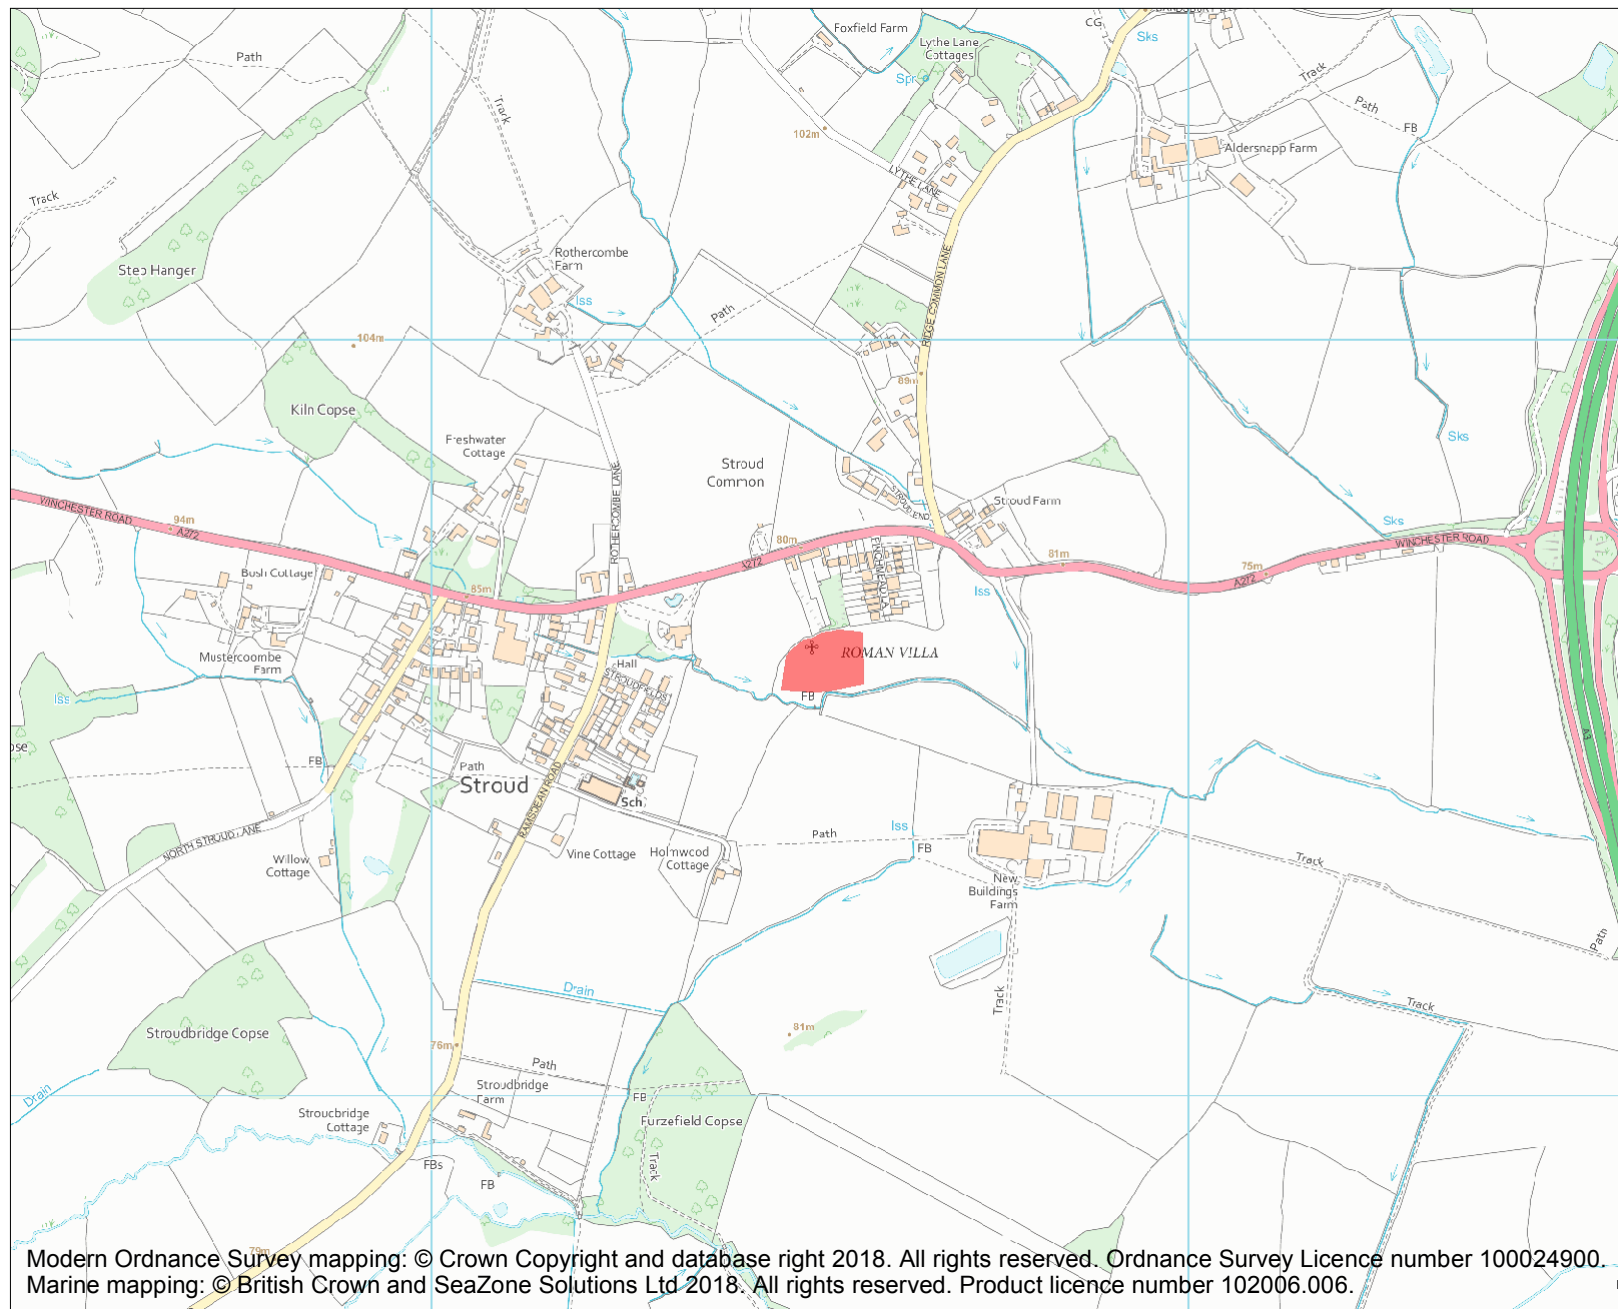 Path
Track
Track
Step Hanger
Foxfield Farm
Lythe Lane
Cottages
Spr
102m
LYTHE LANE
CG
Sks
Track
Path
FB
Aldersnapp Farm
Rothercombe
Farm
Iss
Path
RIDGE COMMON LANE
104m
Kiln Copse
89m
Freshwater
Cottage
ROTHERCOMBE LANE
Stroud
Common
STROUD END
Stroud Farm
Sks
Sks
WINCHESTER ROAD
94m
A272
80m
A272
81m
75m
A272
WINCHESTER ROAD
Bush Cottage
85m
Iss
Mustercoombe
Farm
Hall
STROUDFIELDS
ROMAN VILLA
FB
Iss
FB
Path
Stroud
Sch
RAMSDEAN ROAD
A3
NORTH STROUD LANE
Willow
Cottage
Vine Cottage
Holmwood
Cottage
Path
Iss
FB
New
Buildings
Farm
Track
Path
Drain
Track
Track
Stroudbridge Copse
81m
76m
Path
Stroudbridge
Farm
FB
Drain
Stroudbridge
Cottage
Furzefield Copse
FBs
FB
Track
79m
Modern Ordnance Survey mapping: © Crown Copyright and database right 2018. All rights reserved. Ordnance Survey Licence number 100024900.
Marine mapping: © British Crown and SeaZone Solutions Ltd 2018. All rights reserved. Product licence number 102006.006.